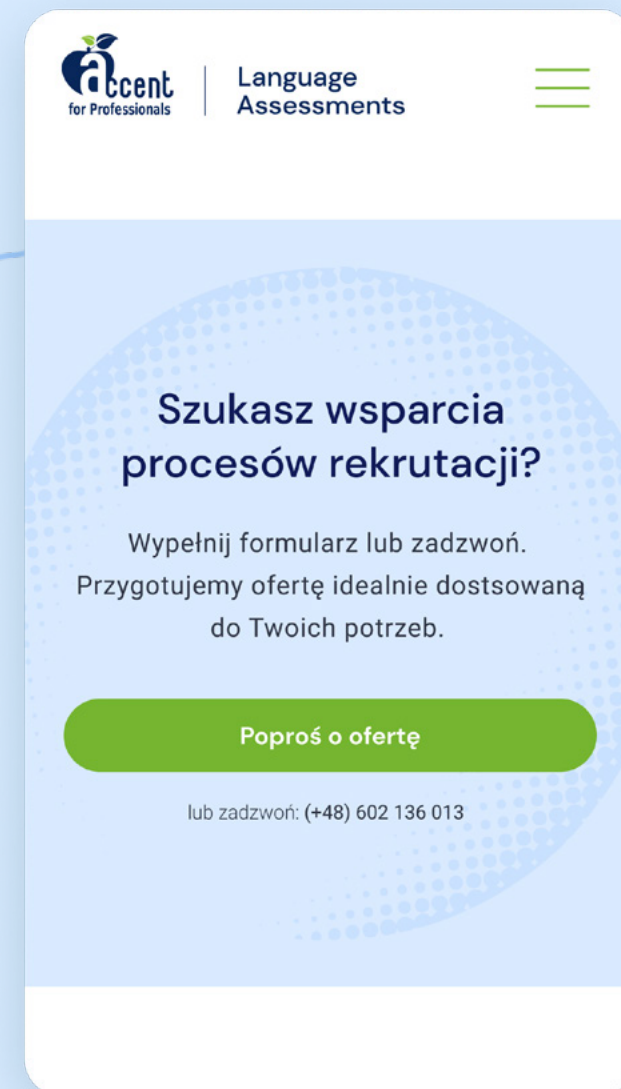 accent
for Professionals
Language
Assessments
Szukasz wsparcia
procesów rekrutacji?
Wypełnij formularz lub zadzwoń.
Przygotujemy ofertę idealnie dostsowaną
do Twoich potrzeb.
Poproś o ofertę
lub zadzwoń: (+48) 602 136 013